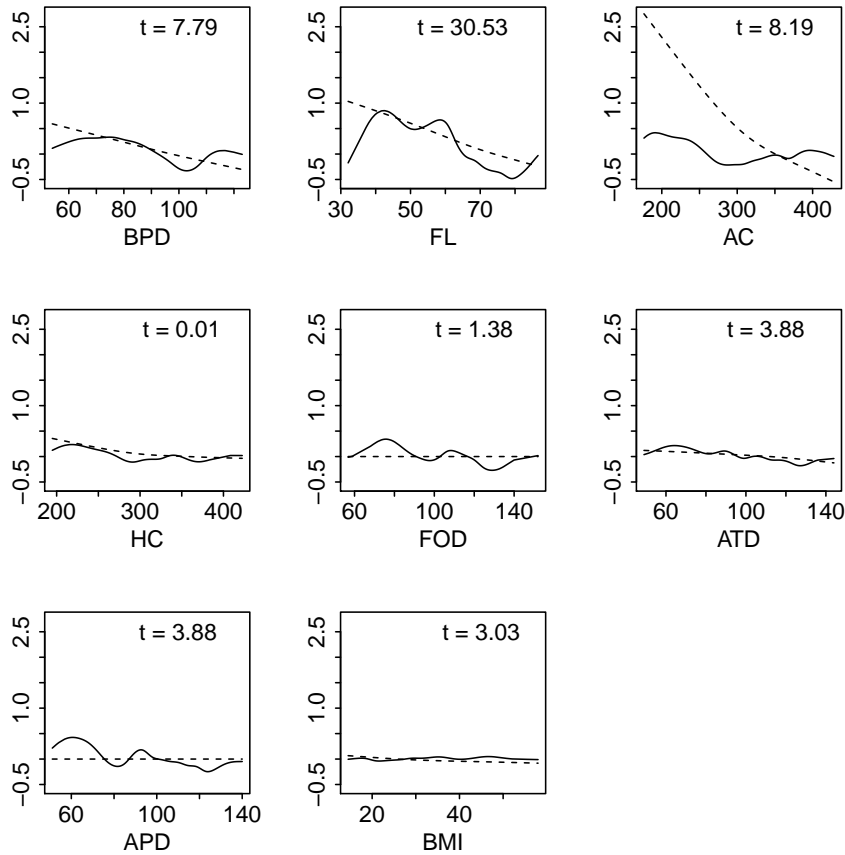 t = 7.79
2.5
1.0
−0.5
60 80 100
BPD
t = 30.53
2.5
1.0
−0.5
30 50 70
FL
t = 8.19
2.5
1.0
−0.5
200 300 400
AC
t = 0.01
2.5
1.0
−0.5
200 300 400
HC
t = 1.38
2.5
1.0
−0.5
60 100 140
FOD
t = 3.88
2.5
1.0
−0.5
60 100 140
ATD
t = 3.88
2.5
1.0
−0.5
60 100 140
APD
t = 3.03
2.5
1.0
−0.5
20 40
BMI